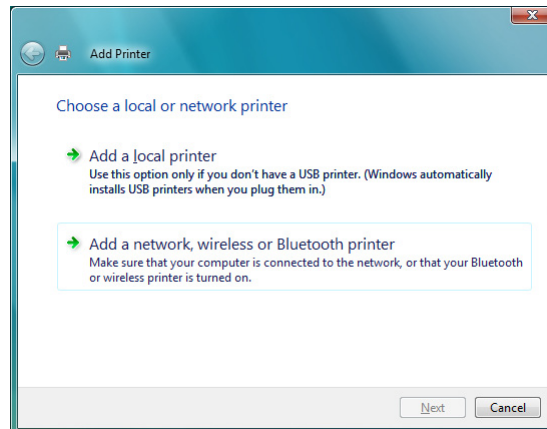 Add Printer
Choose a local or network printer
Add a local printer
Use this option only if you don't have a USB printer. (Windows automatically
installs USB printers when you plug them in.)
Add a network, wireless or Bluetooth printer
Make sure that your computer is connected to the network, or that your Bluetooth
or wireless printer is turned on.
Next Cancel